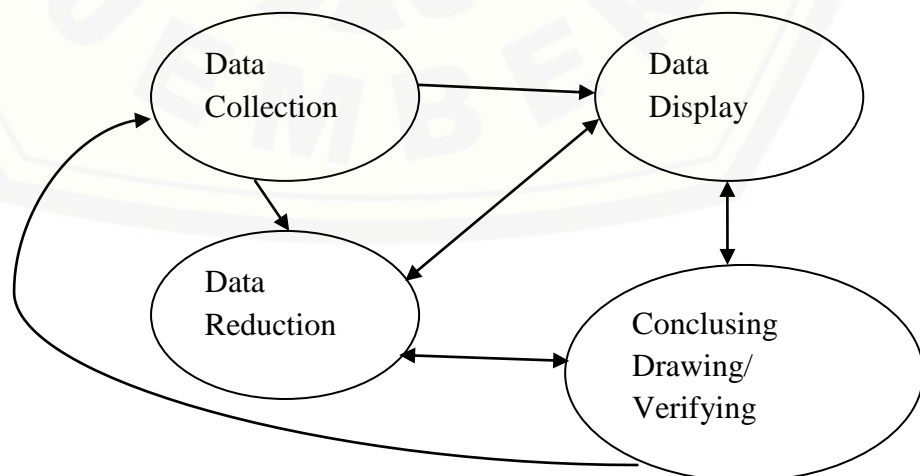 Data
Collection
Data
Display
Data
Reduction
Conclusing
Drawing/
Verifying